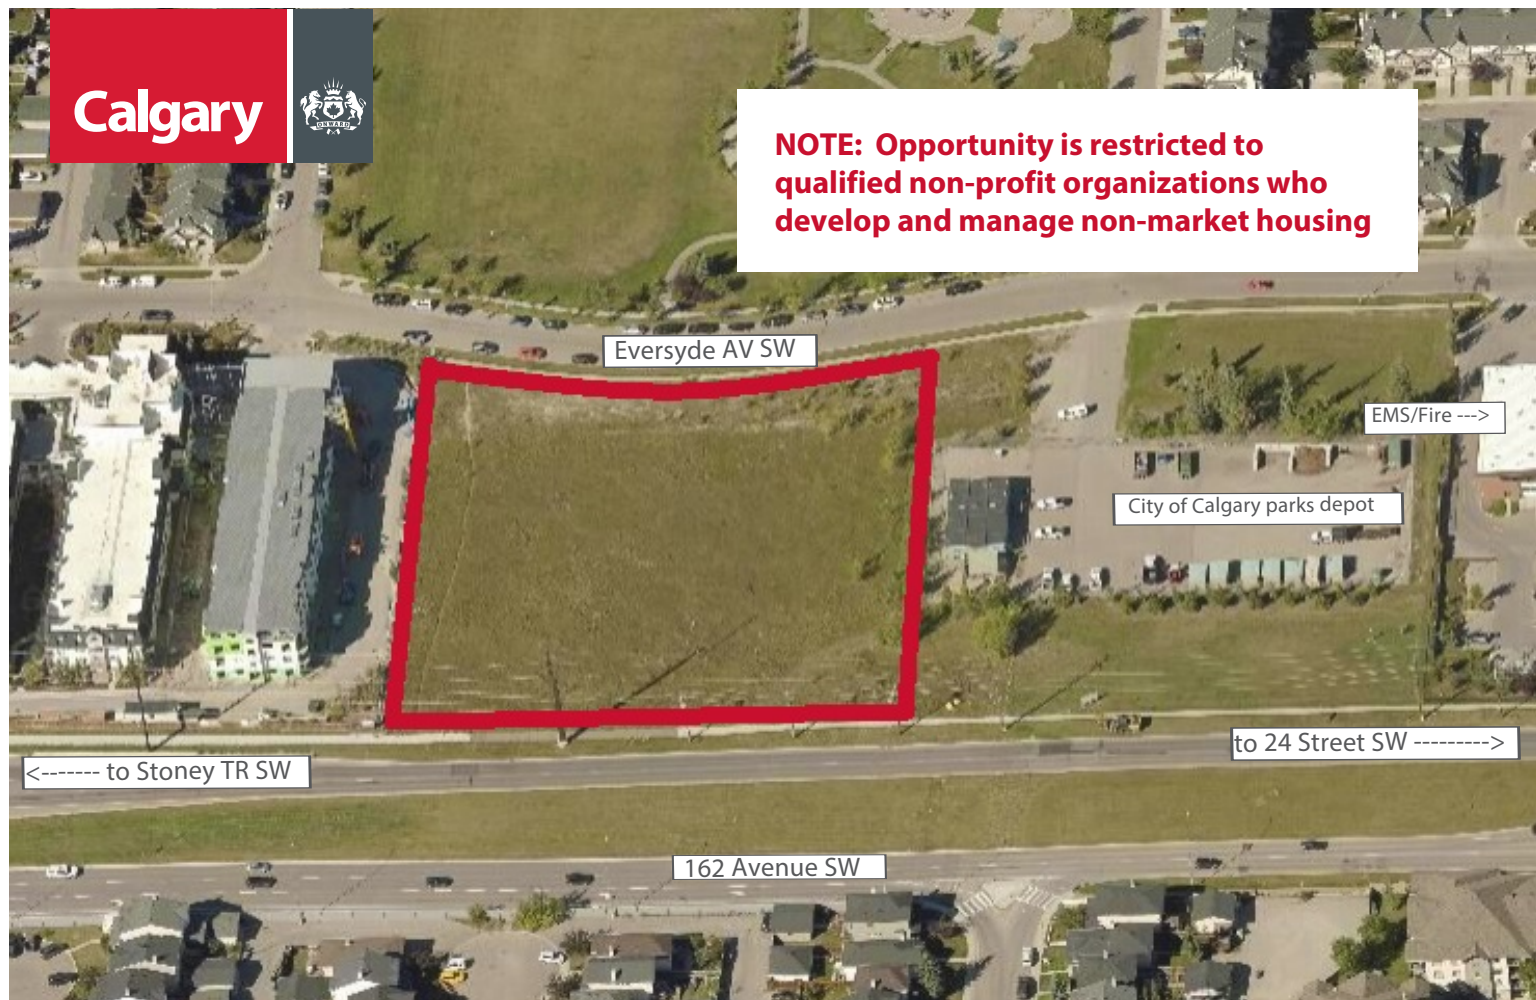 Calgary
ONWARD
NOTE: Opportunity is restricted to
qualified non-profit organizations who
develop and manage non-market housing
Eversyde AV SW
EMS/Fire --->
City of Calgary parks depot
to 24 Street SW --------->
<------- to Stoney TR SW
162 Avenue SW